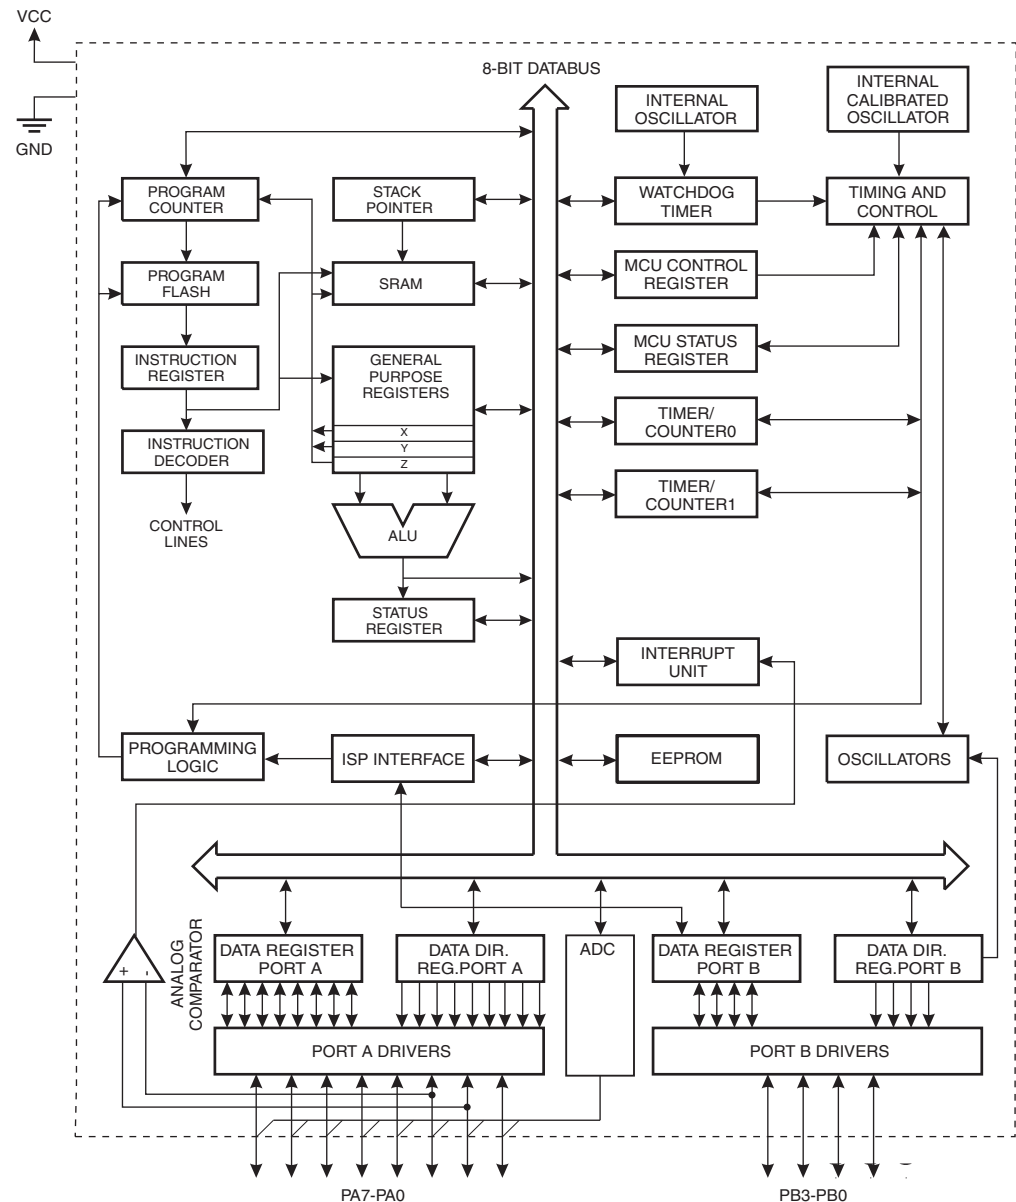 VCC
GND
8-BIT DATABUS
INTERNAL
OSCILLATOR
INTERNAL
CALIBRATED
OSCILLATOR
PROGRAM
COUNTER
STACK
POINTER
WATCHDOG
TIMER
TIMING AND
CONTROL
PROGRAM
FLASH
SRAM
MCU CONTROL
REGISTER
INSTRUCTION
REGISTER
GENERAL
PURPOSE
REGISTERS
X
Y
Z
MCU STATUS
REGISTER
INSTRUCTION
DECODER
TIMER/
COUNTER0
CONTROL
LINES
ALU
TIMER/
COUNTER1
STATUS
REGISTER
INTERRUPT
UNIT
PROGRAMMING
LOGIC
ISP INTERFACE
EEPROM
OSCILLATORS
+
-
ANALOG
COMPARATOR
DATA REGISTER
PORT A
DATA DIR.
REG.PORT A
ADC
DATA REGISTER
PORT B
DATA DIR.
REG.PORT B
PORT A DRIVERS
PORT B DRIVERS
PA7-PA0
PB3-PB0